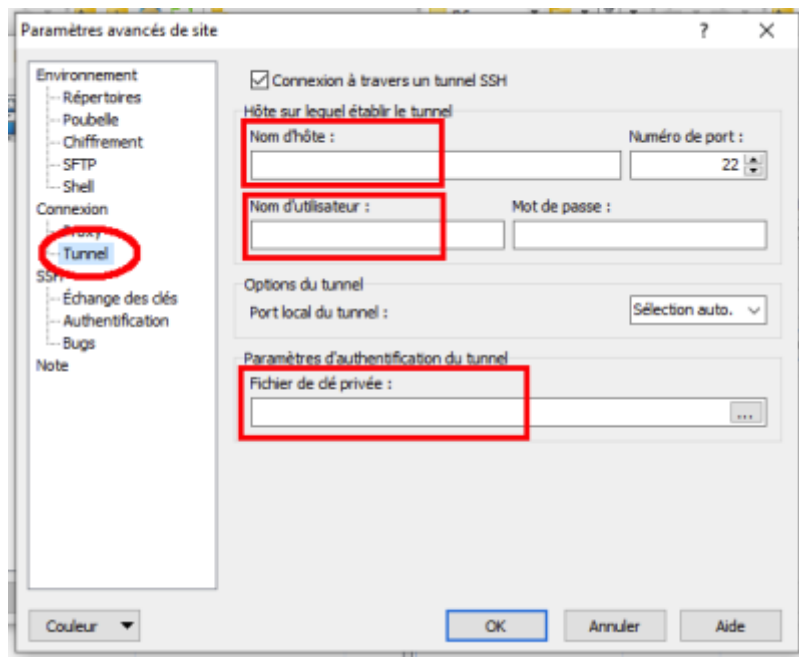 Paramètres avancés de site
Environnement
Répertoires
Poubelle
Chiffrement
SFTP
Shell
Connexion
Proxy
Tunnel
SSH
Échange des clés
Authentification
Bugs
Note
Connexion à travers un tunnel SSH
Hôte sur lequel établir le tunnel
Nom d'hôte :
Numéro de port :
22
Nom d'utilisateur :
Mot de passe :
Options du tunnel
Port local du tunnel :
Sélection auto.
Paramètres d'authentification du tunnel
Fichier de clé privée :
...
Couleur
OK
Annuler
Aide